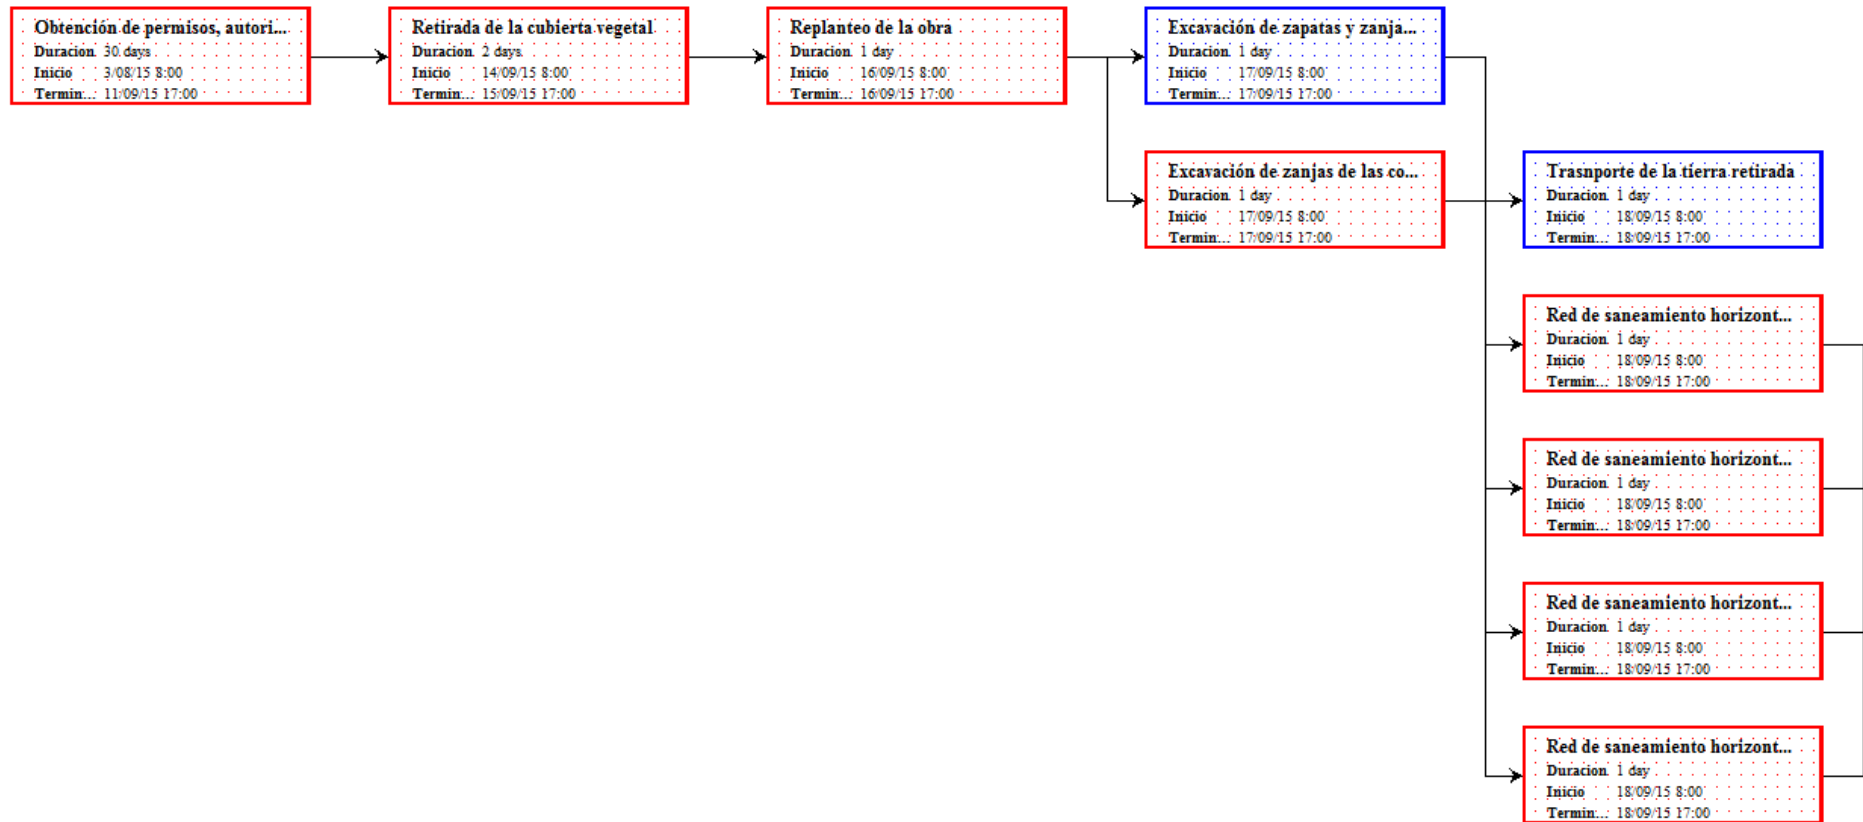 Obtención de permisos, autori...
Duracion 30 days
Inicio 3/08/15 8:00
Termin... 11/09/15 17:00
Retirada de la cubierta vegetal
Duracion 2 days
Inicio 14/09/15 8:00
Termin... 15/09/15 17:00
Replanteo de la obra
Duracion 1 day
Inicio 16/09/15 8:00
Termin... 16/09/15 17:00
Excavación de zapatas y zanja...
Duracion 1 day
Inicio 17/09/15 8:00
Termin... 17/09/15 17:00
Excavación de zanjas de las co...
Duracion 1 day
Inicio 17/09/15 8:00
Termin... 17/09/15 17:00
Trasnporte de la tierra retirada
Duracion 1 day
Inicio 18/09/15 8:00
Termin... 18/09/15 17:00
Red de saneamiento horizont...
Duracion 1 day
Inicio 18/09/15 8:00
Termin... 18/09/15 17:00
Red de saneamiento horizont...
Duracion 1 day
Inicio 18/09/15 8:00
Termin... 18/09/15 17:00
Red de saneamiento horizont...
Duracion 1 day
Inicio 18/09/15 8:00
Termin... 18/09/15 17:00
Red de saneamiento horizont...
Duracion 1 day
Inicio 18/09/15 8:00
Termin... 18/09/15 17:00